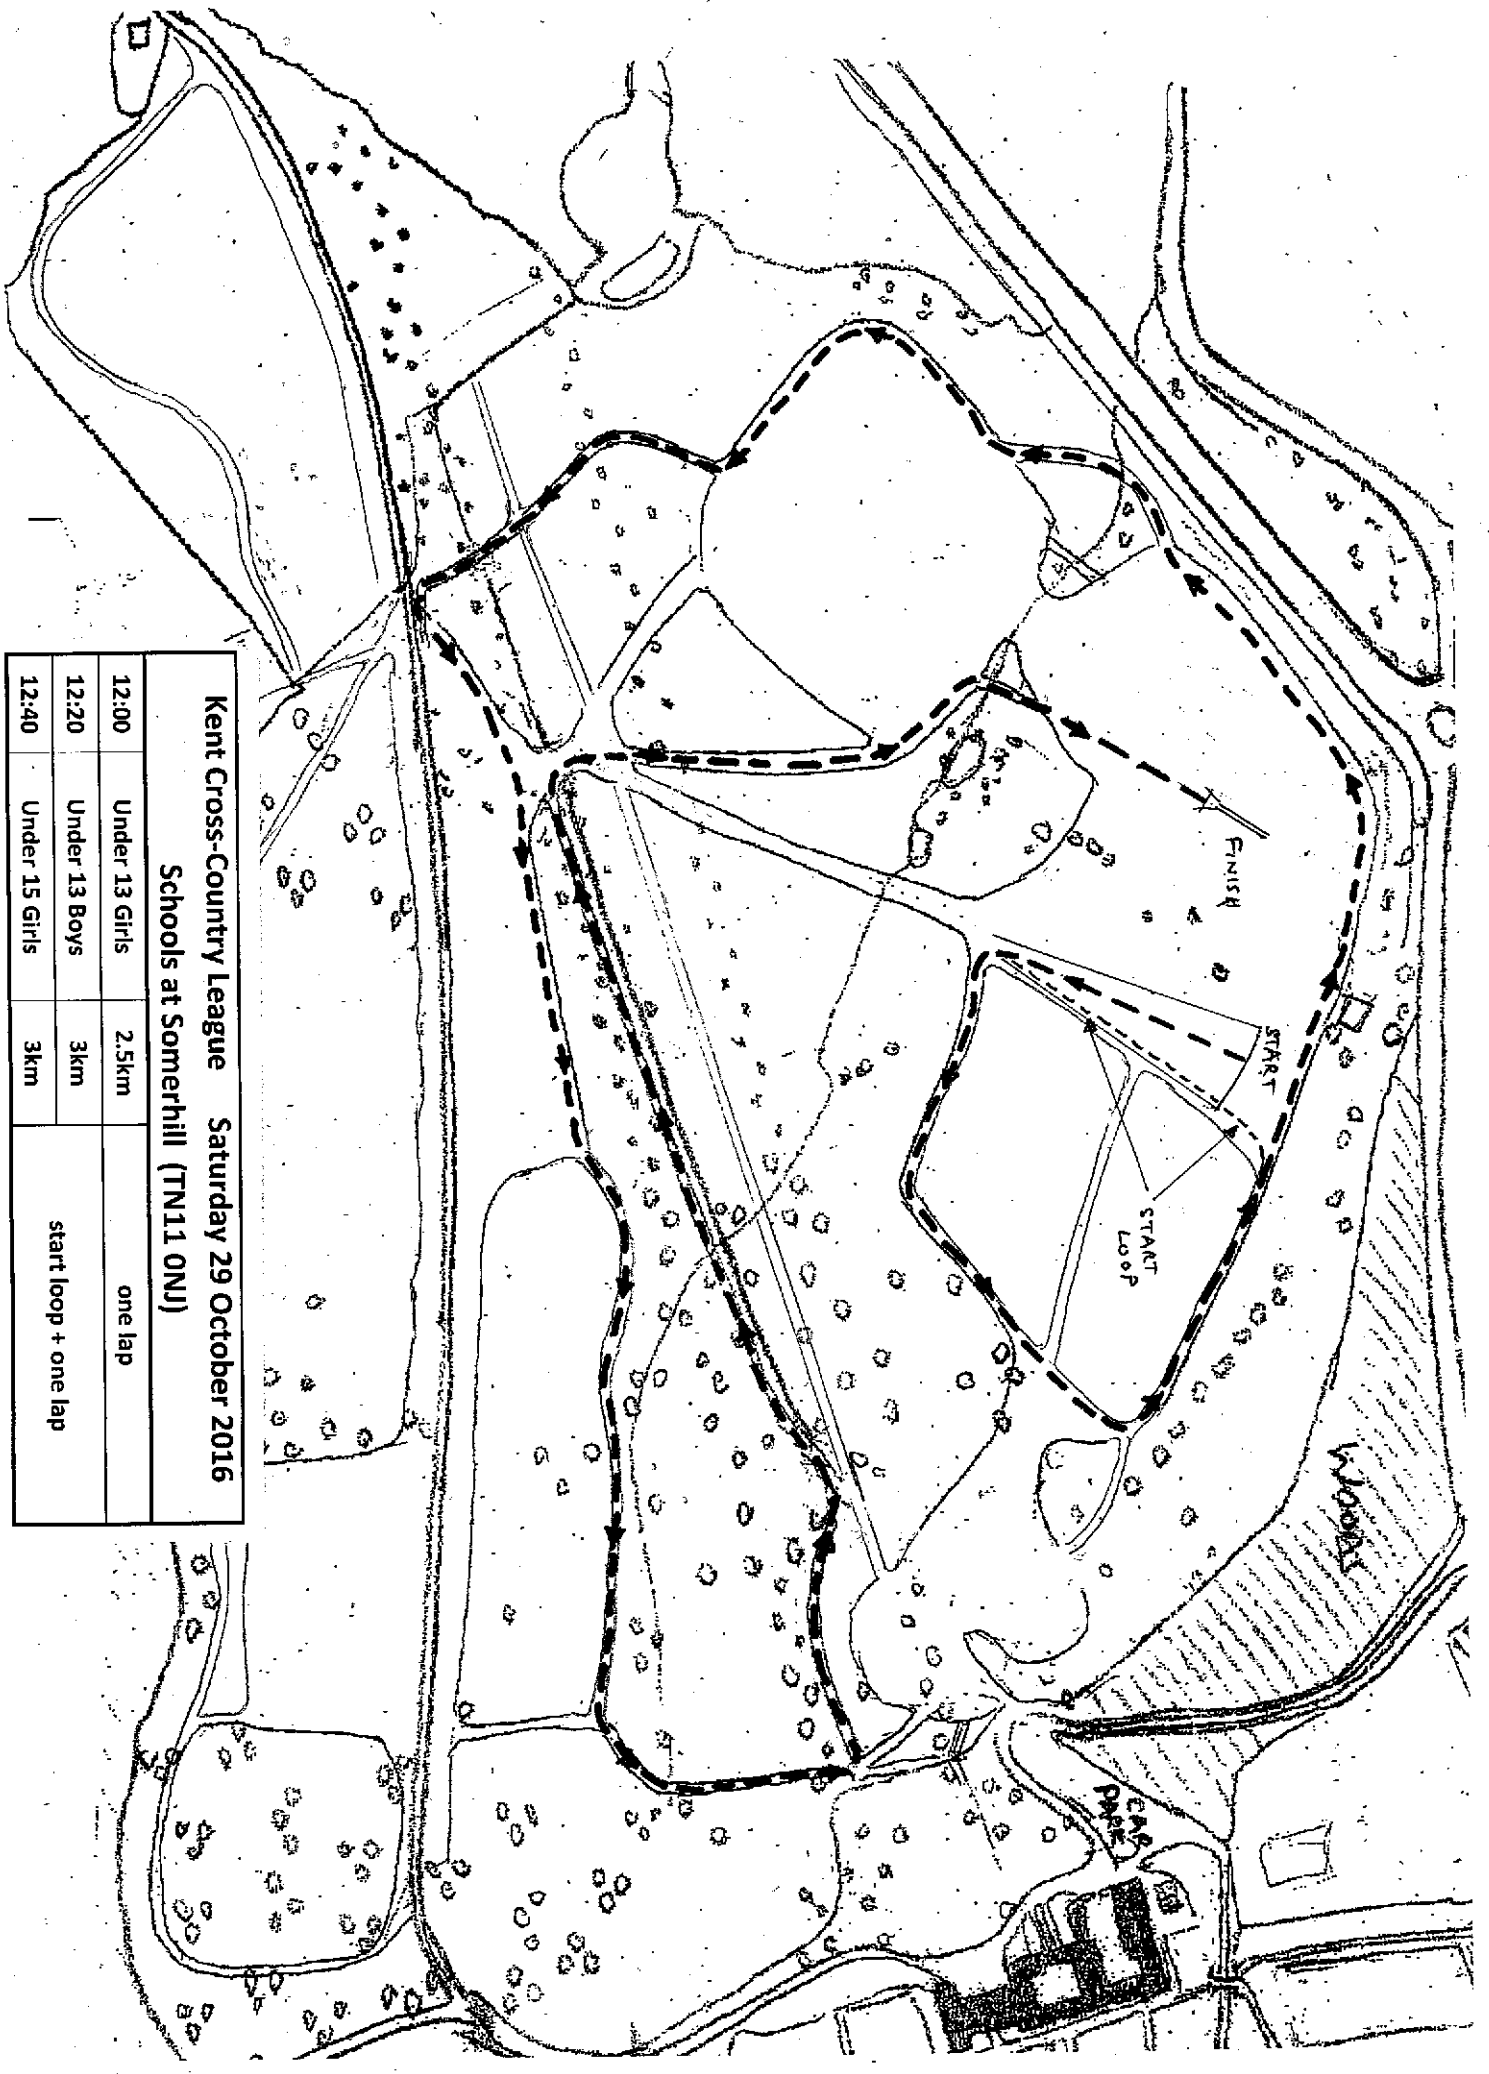 FINISH
START
START
LOOP
WOODS
CAR
PARK
Kent Cross-Country League Saturday 29 October 2016
Schools at Somerhill (TN11 0NJ)
12:00 Under 13 Girls 2.5km one lap
12:20 Under 13 Boys 3km start loop + one lap
12:40 Under 15 Girls 3km